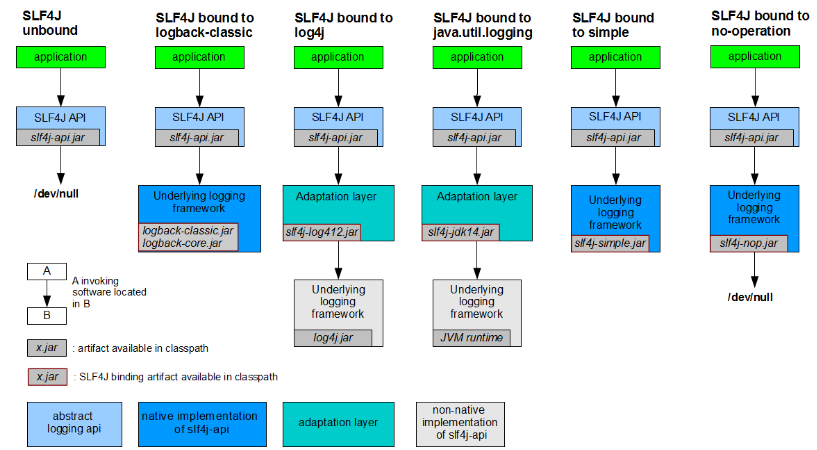 SLF4J
unbound
SLF4J bound to
logback-classic
SLF4J bound to
log4j
SLF4J bound to
java.util.logging
SLF4J bound
to simple
SLF4J bound to
no-operation
application
application
application
application
application
application
SLF4J API
slf4j-api.jar
SLF4J API
slf4j-api.jar
SLF4J API
slf4j-api.jar
SLF4J API
slf4j-api.jar
SLF4J API
slf4j-api.jar
SLF4J API
slf4j-api.jar
/dev/null
Underlying logging
framework
logback-classic.jar
logback-core.jar
Adaptation layer
slf4j-log412.jar
Adaptation layer
slf4j-jdk14.jar
Underlying
logging
framework
slf4j-simple.jar
Underlying
logging
framework
slf4j-nop.jar
Underlying
logging
framework
log4j.jar
Underlying
logging
framework
JVM runtime
/dev/null
A
B
A invoking
software located
in B
x.jar
: artifact available in classpath
x.jar
: SLF4J binding artifact available in classpath
abstract
logging api
native implementation
of slf4j-api
adaptation layer
non-native
implementation
of slf4j-api